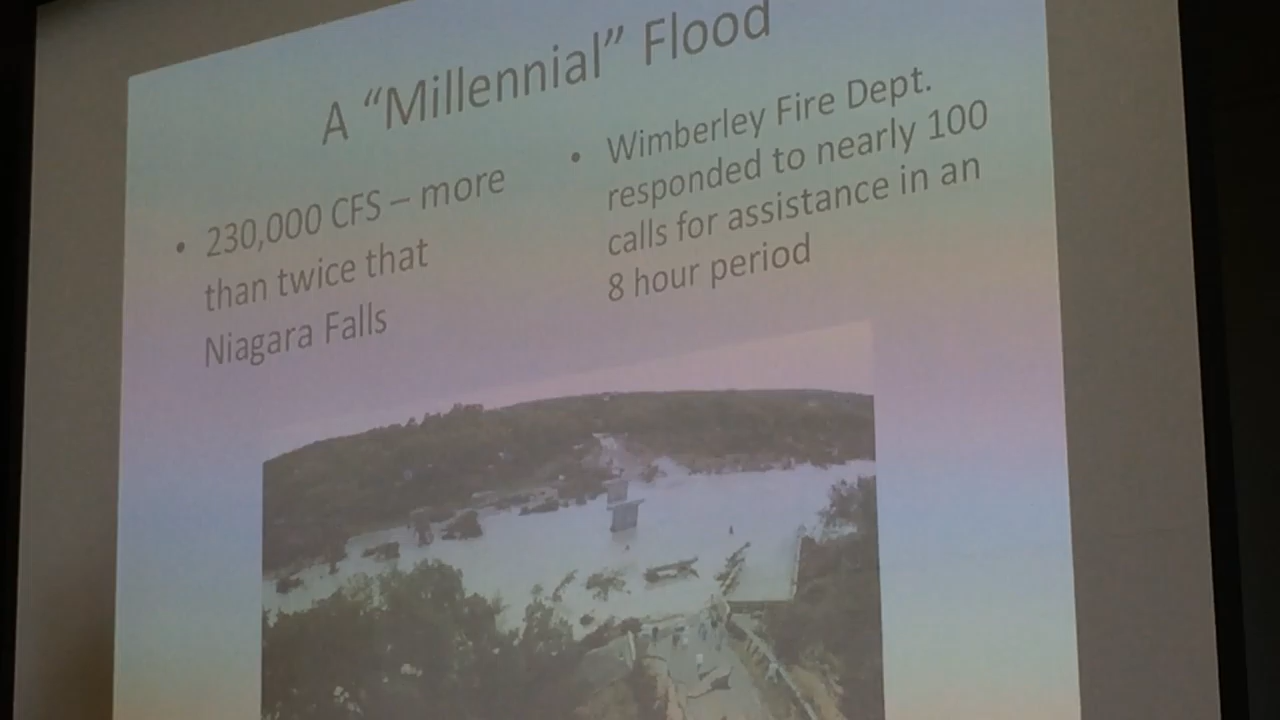 A “Millennial” Flood
• 230,000 CFS – more
than twice that
Niagara Falls
• Wimberley Fire Dept.
responded to nearly 100
calls for assistance in an
8 hour period